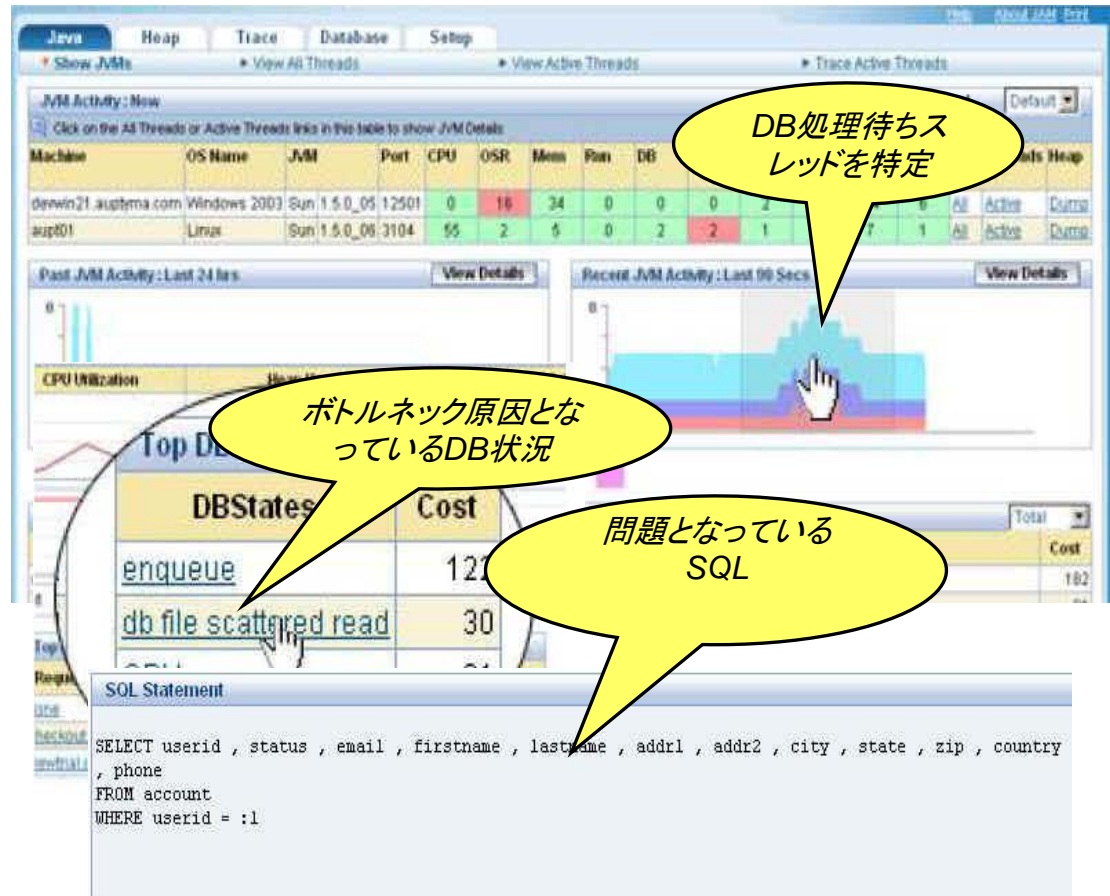 Help About JAM Print
Java Heap Trace Database Setup
Show JVMs View All Threads View Active Threads Trace Active Threads
JVM Activity : Now Default
Click on the All Threads or Active Threads links in this table to show JVM Details
Machine OS Name JVM Port CPU OSR Mem Run DB Heap
Windows 2003 Sun 1.5.0_05 12501 0 16 34 0 0 0 2 6 All Active Dump
aupt01 Linux Sun 1.5.0_06 3104 55 2 5 0 2 2 1 7 1 All Active Dump
DB処理待ちス
レッドを特定
Past JVM Activity : Last 24 hrs View Details
Recent JVM Activity : Last 90 Secs View Details
CPU Utilization
ボトルネック原因とな
っているDB状況
Top
DBStates Cost
enqueue
db file scattered read 30
問題となっている
SQL
Total
Cost
182
SQL Statement
SELECT userid , status , email , firstname , lastname , addr1 , addr2 , city , state , zip , country
, phone
FROM account
WHERE userid = :1